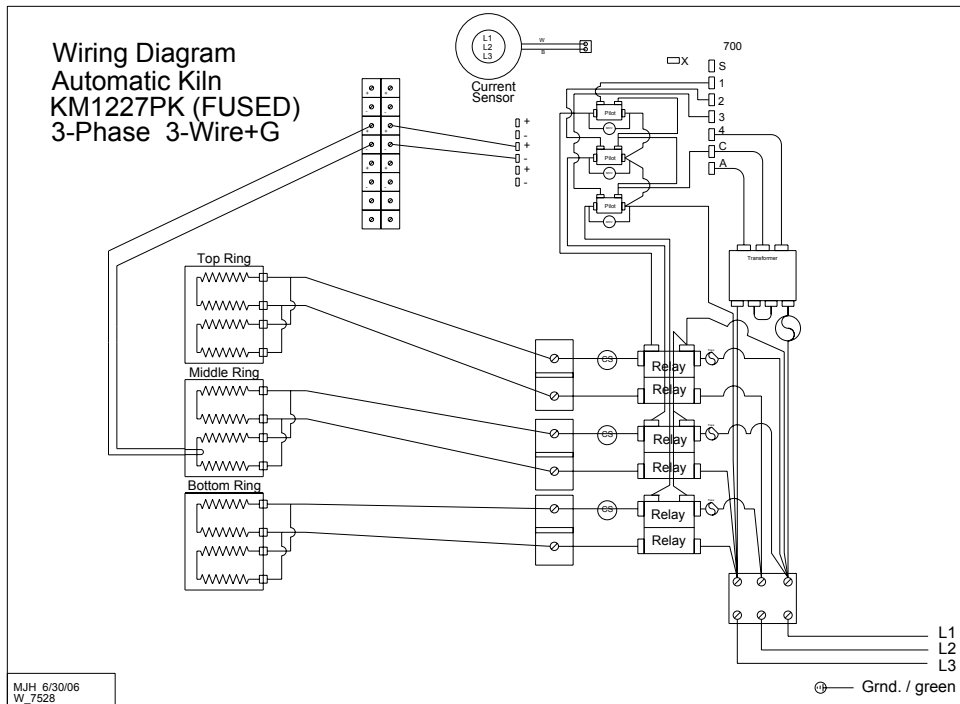 Wiring Diagram
Automatic Kiln
KM1227PK (FUSED)
3-Phase 3-Wire+G
L1
L2
L3
W
B
Current
Sensor
700
X
S
1
2
3
4
C
A
+
-
+
-
+
-
Pilot
Pilot
Pilot
Transformer
Top Ring
Middle Ring
Bottom Ring
CS
Relay
Relay
CS
Relay
Relay
CS
Relay
Relay
L1
L2
L3
Grnd. / green
MJH 6/30/06
W_7528